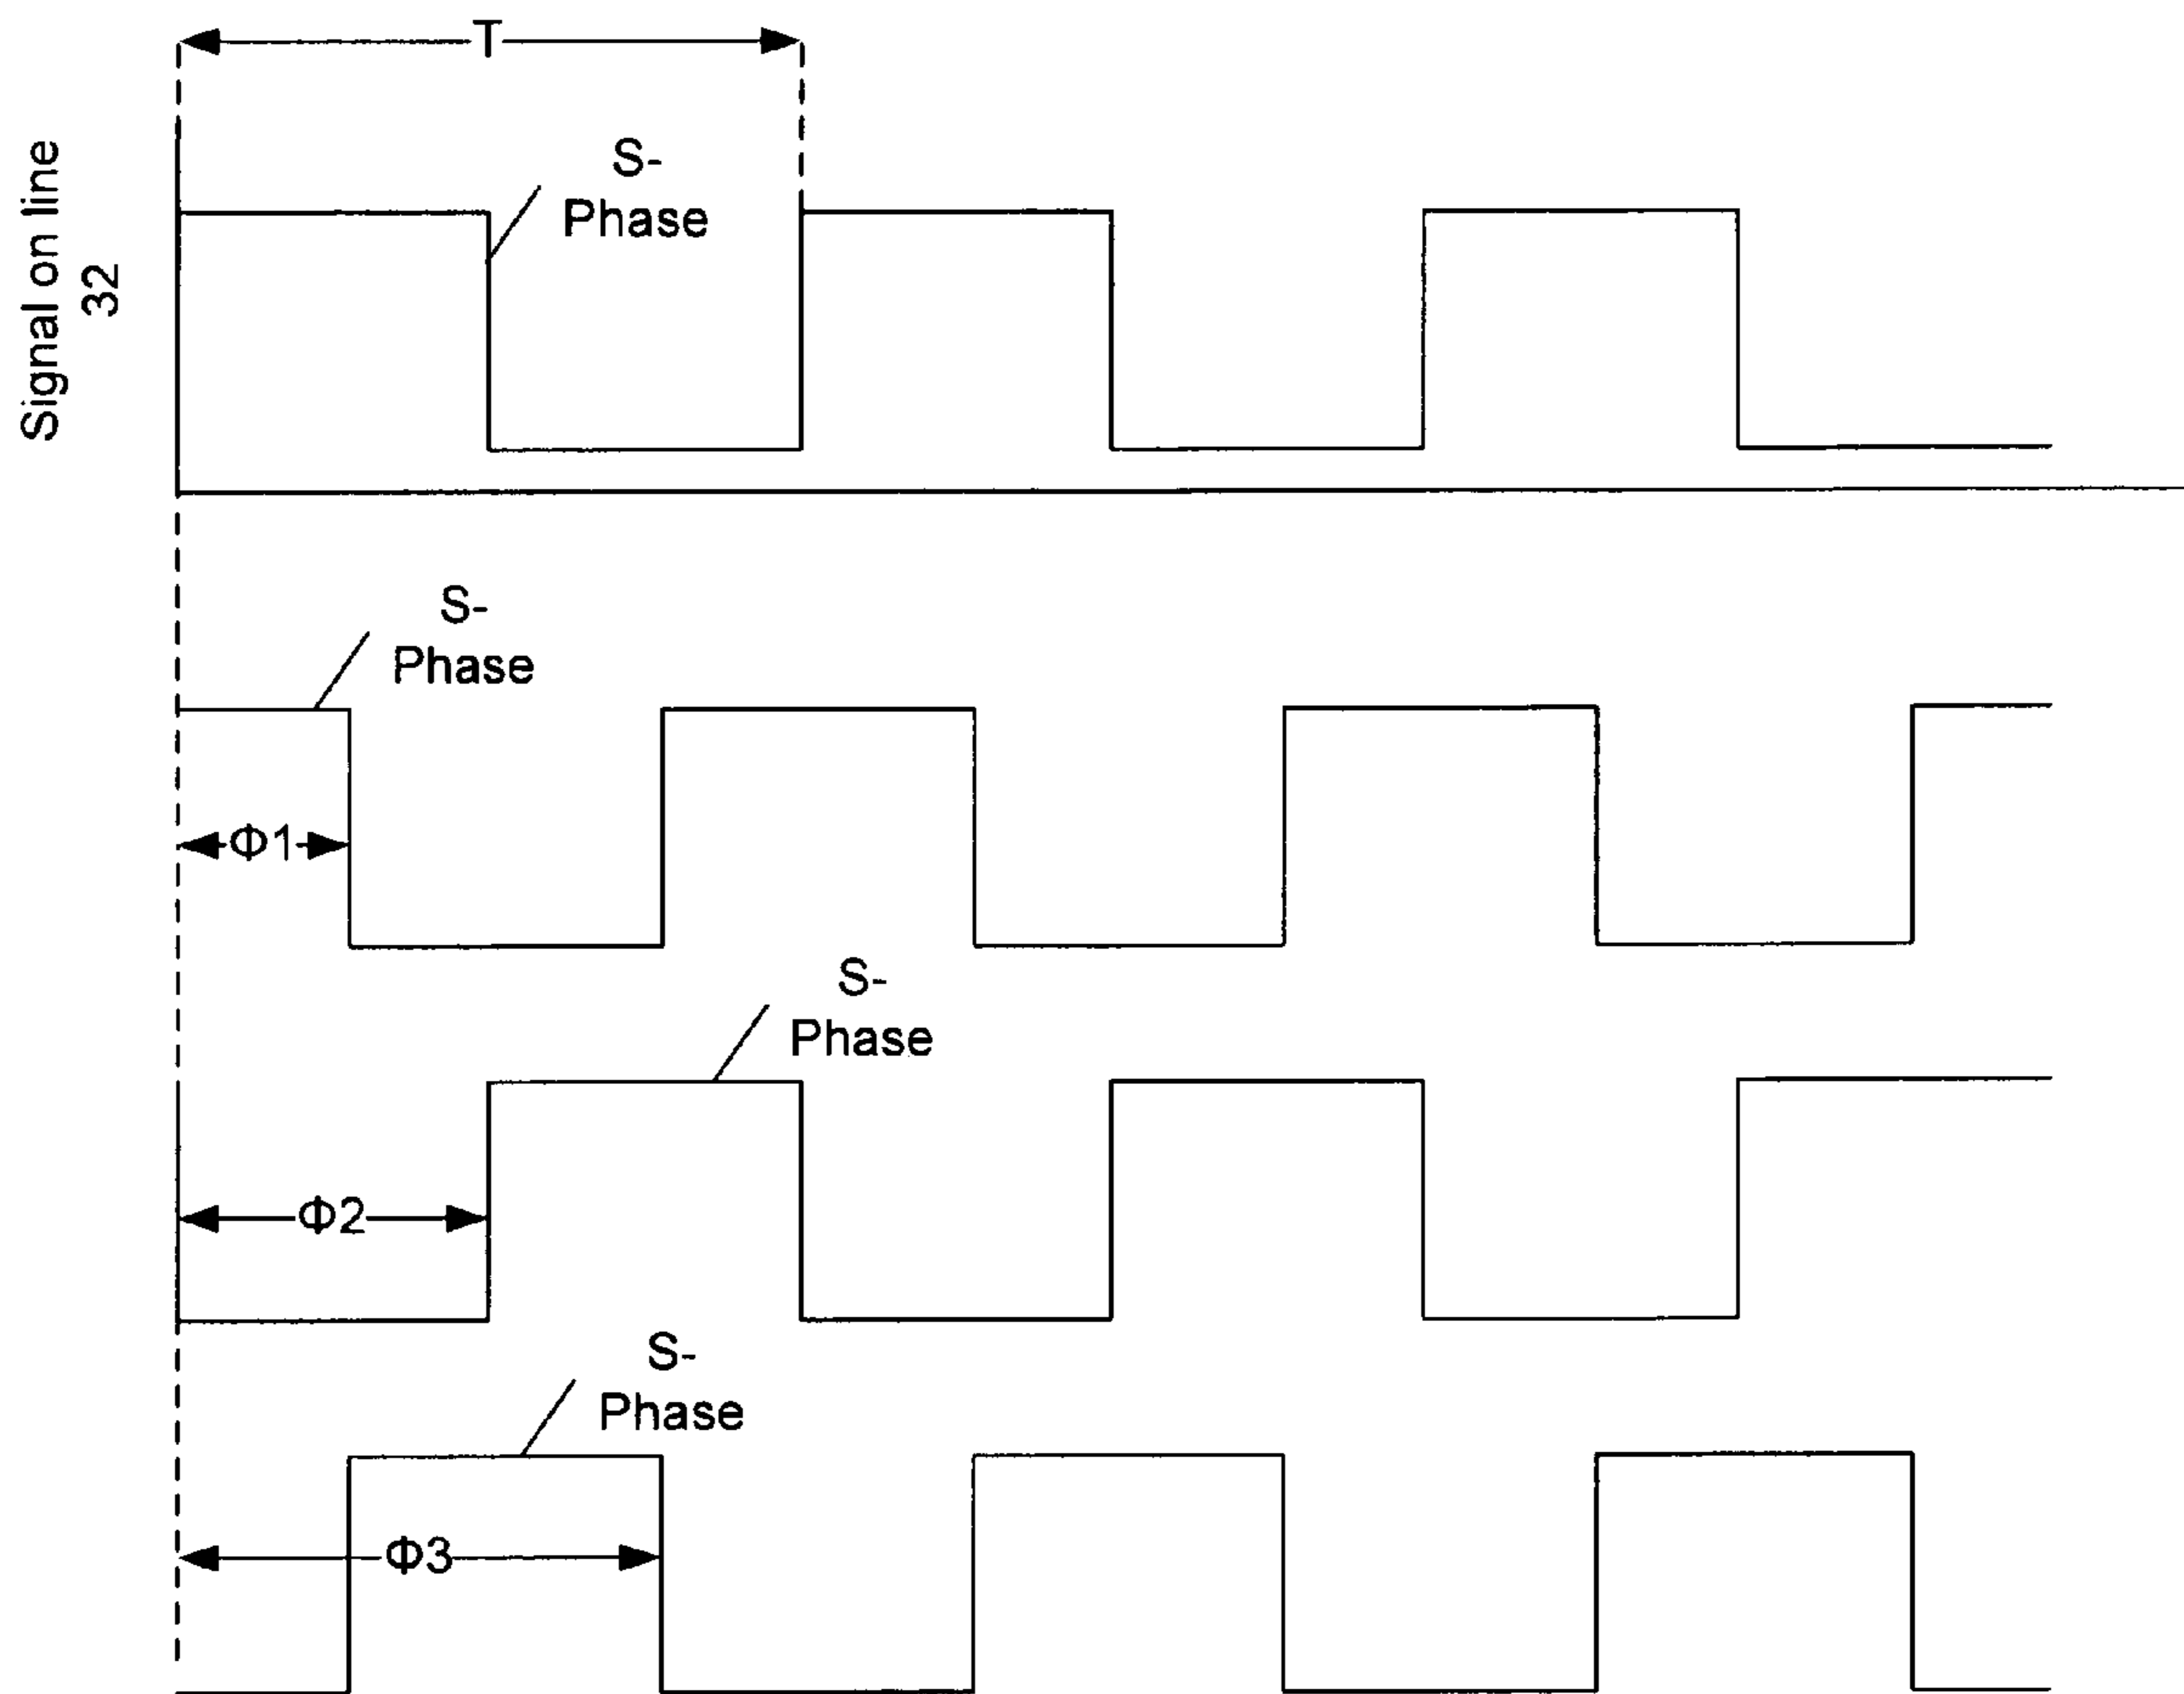 T
Signal on line
32
S-
Phase
S-
Phase
Φ1
S-
Phase
Φ2
S-
Phase
Φ3